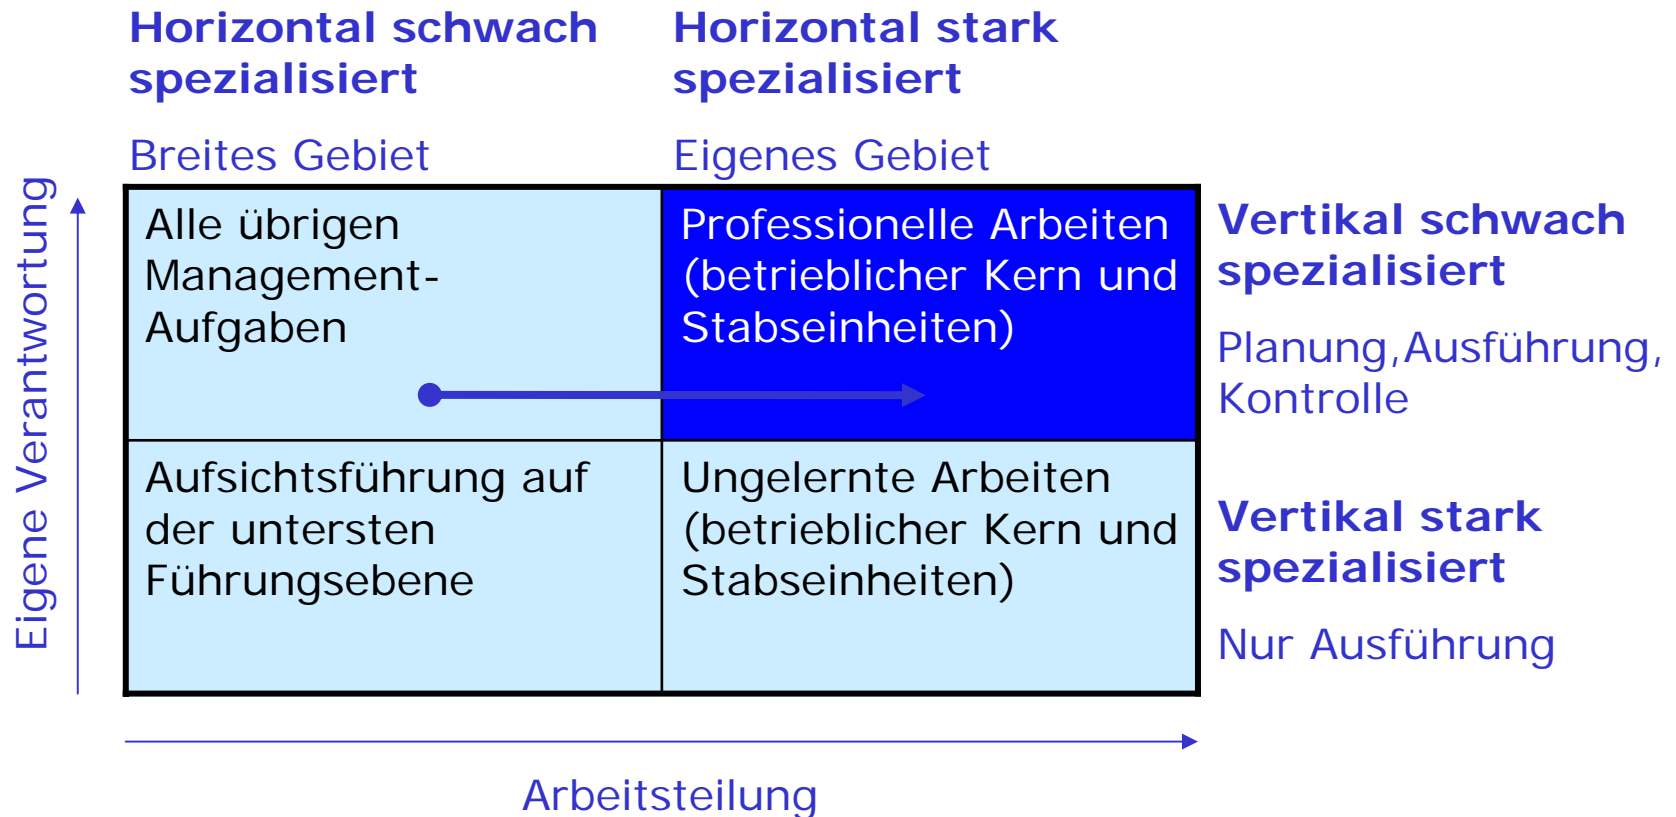 Horizontal schwach
spezialisiert
Horizontal stark
spezialisiert
Breites Gebiet
Eigenes Gebiet
Eigene Verantwortung
Alle übrigen
Management-
Aufgaben
Professionelle Arbeiten
(betrieblicher Kern und
Stabseinheiten)
Vertikal schwach
spezialisiert
Planung,Ausführung,
Kontrolle
Aufsichtsführung auf
der untersten
Führungsebene
Ungelernte Arbeiten
(betrieblicher Kern und
Stabseinheiten)
Vertikal stark
spezialisiert
Nur Ausführung
Arbeitsteilung